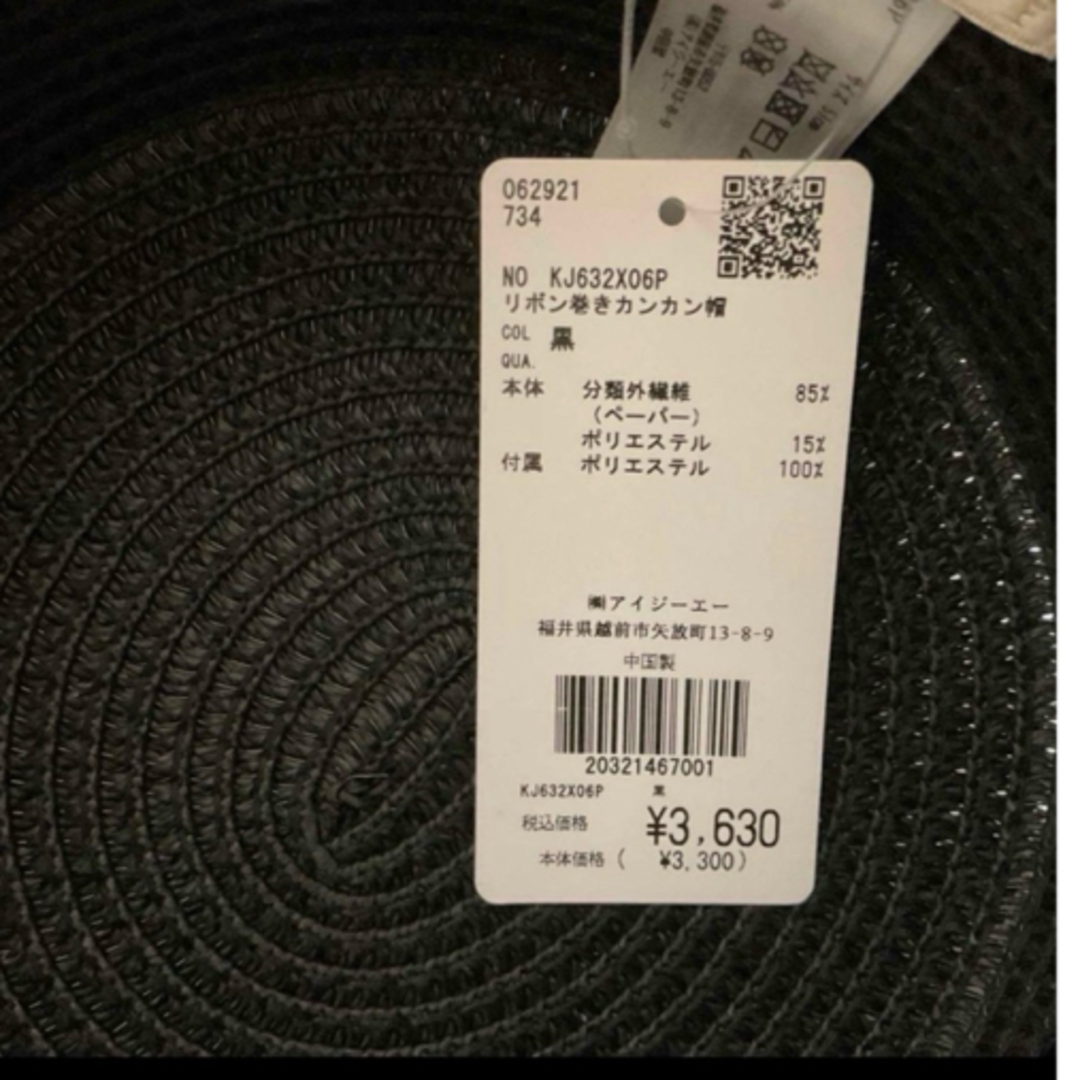 062921
734
NO KJ632X06P
リボン巻きカンカン帽
COL 黒
QUA.
本体 分類外繊維 85%
(ペーパー)
ポリエステル 15%
付属 ポリエステル 100%
㈱アイジーエー
福井県越前市矢放町13-8-9
中国製
20321467001
KJ632X06P 黒
税込価格 ¥3,630
本体価格( ¥3,300)
サイズ 57cm